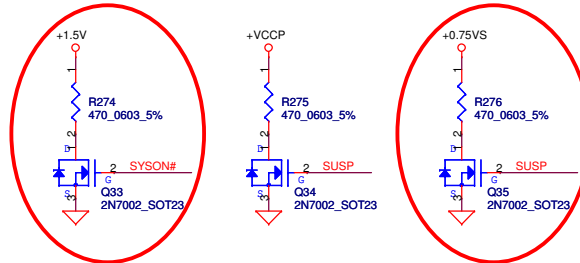 +1.5V
1
R274
470_0603_5%
2
D
2
SYSON#
G
Q33
S
3
2N7002_SOT23
+VCCP
1
R275
470_0603_5%
2
D
2
SUSP
G
Q34
S
3
2N7002_SOT23
+0.75VS
1
R276
470_0603_5%
2
D
2
SUSP
G
Q35
S
3
2N7002_SOT23